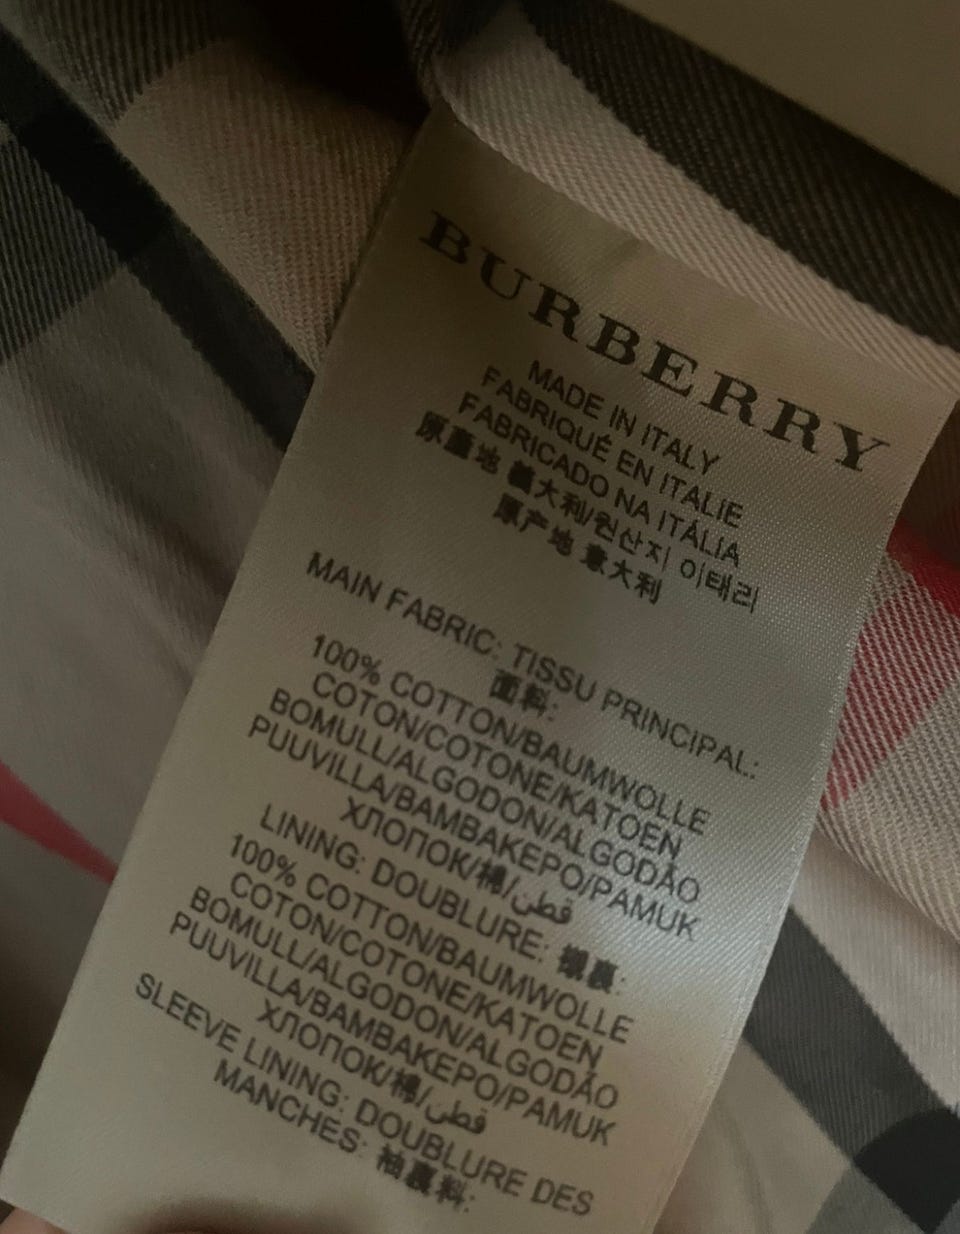 BURBERRY
MADE IN ITALY
FABRIQUÉ EN ITALIE
FABRICADO NA ITÁLIA
原產地 義大利/원산지 이태리
原产地 意大利
MAIN FABRIC: TISSU PRINCIPAL:
面料:
100% COTTON/BAUMWOLLE
COTON/COTONE/KATOEN
BOMULL/ALGODON/ALGODÃO
PUUVILLA/BAMBAKEPO/PAMUK
ХЛОПОК/棉/قطن
LINING: DOUBLURE: 襯裏:
100% COTTON/BAUMWOLLE
COTON/COTONE/KATOEN
BOMULL/ALGODON/ALGODÃO
PUUVILLA/BAMBAKEPO/PAMUK
ХЛОПОК/棉/قطن
SLEEVE LINING: DOUBLURE DES
MANCHES: 袖裏料: